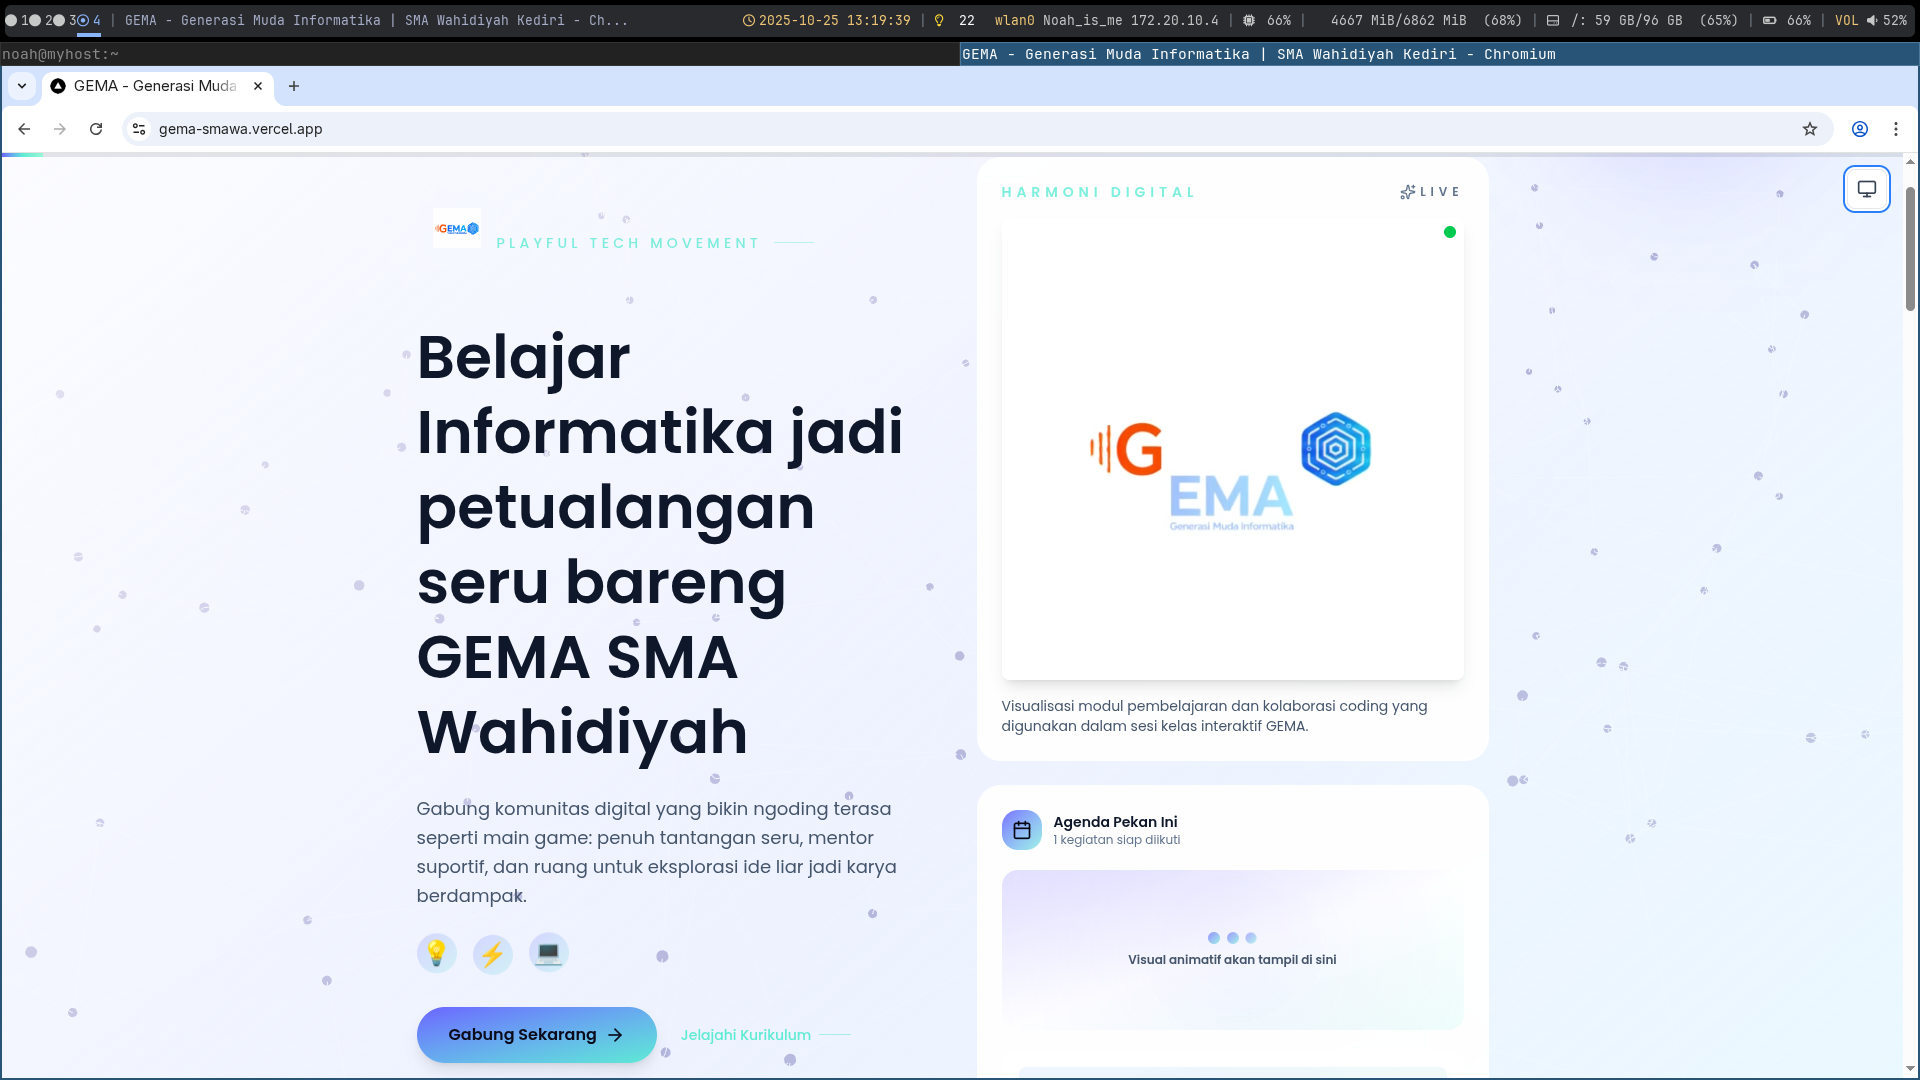 1 2 3 4 | GEMA - Generasi Muda Informatika | SMA Wahidiyah Kediri - Ch... 2025-10-25 13:19:39 | 22 wlan0 Noah_is_me 172.20.10.4 | 66% | 4667 MiB/6862 MiB (68%) | /: 59 GB/96 GB (65%) | 66% | VOL 52%
noah@myhost:~ GEMA - Generasi Muda Informatika | SMA Wahidiyah Kediri - Chromium
GEMA - Generasi Muda
gema-smawa.vercel.app
GEMA
PLAYFUL TECH MOVEMENT
Belajar
Informatika jadi
petualangan
seru bareng
GEMA SMA
Wahidiyah
Gabung komunitas digital yang bikin ngoding terasa
seperti main game: penuh tantangan seru, mentor
suportif, dan ruang untuk eksplorasi ide liar jadi karya
berdampak.
Gabung Sekarang
Jelajahi Kurikulum
HARMONI DIGITAL
LIVE
G
EMA
Generasi Muda Informatika
Visualisasi modul pembelajaran dan kolaborasi coding yang
digunakan dalam sesi kelas interaktif GEMA.
Agenda Pekan Ini
1 kegiatan siap diikuti
Visual animatif akan tampil di sini